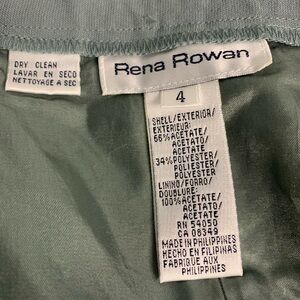 DRY CLEAN
LAVAR EN SECO
NETTOYAGE A SEC
Rena Rowan
4
SHELL/EXTERIOR/
EXTERIEUR:
66% ACETATE/
ACETATO/
ACETATE
34% POLYESTER/
POLIESTER/
POLYESTER
LINING/FORRO/
DOUBLURE:
100% ACETATE/
ACETATO/
ACETATE
RN 54050
CA 08349
MADE IN PHILIPPINES
HECHO EN FILIPINAS
FABRIQUE AUX
PHILIPPINES